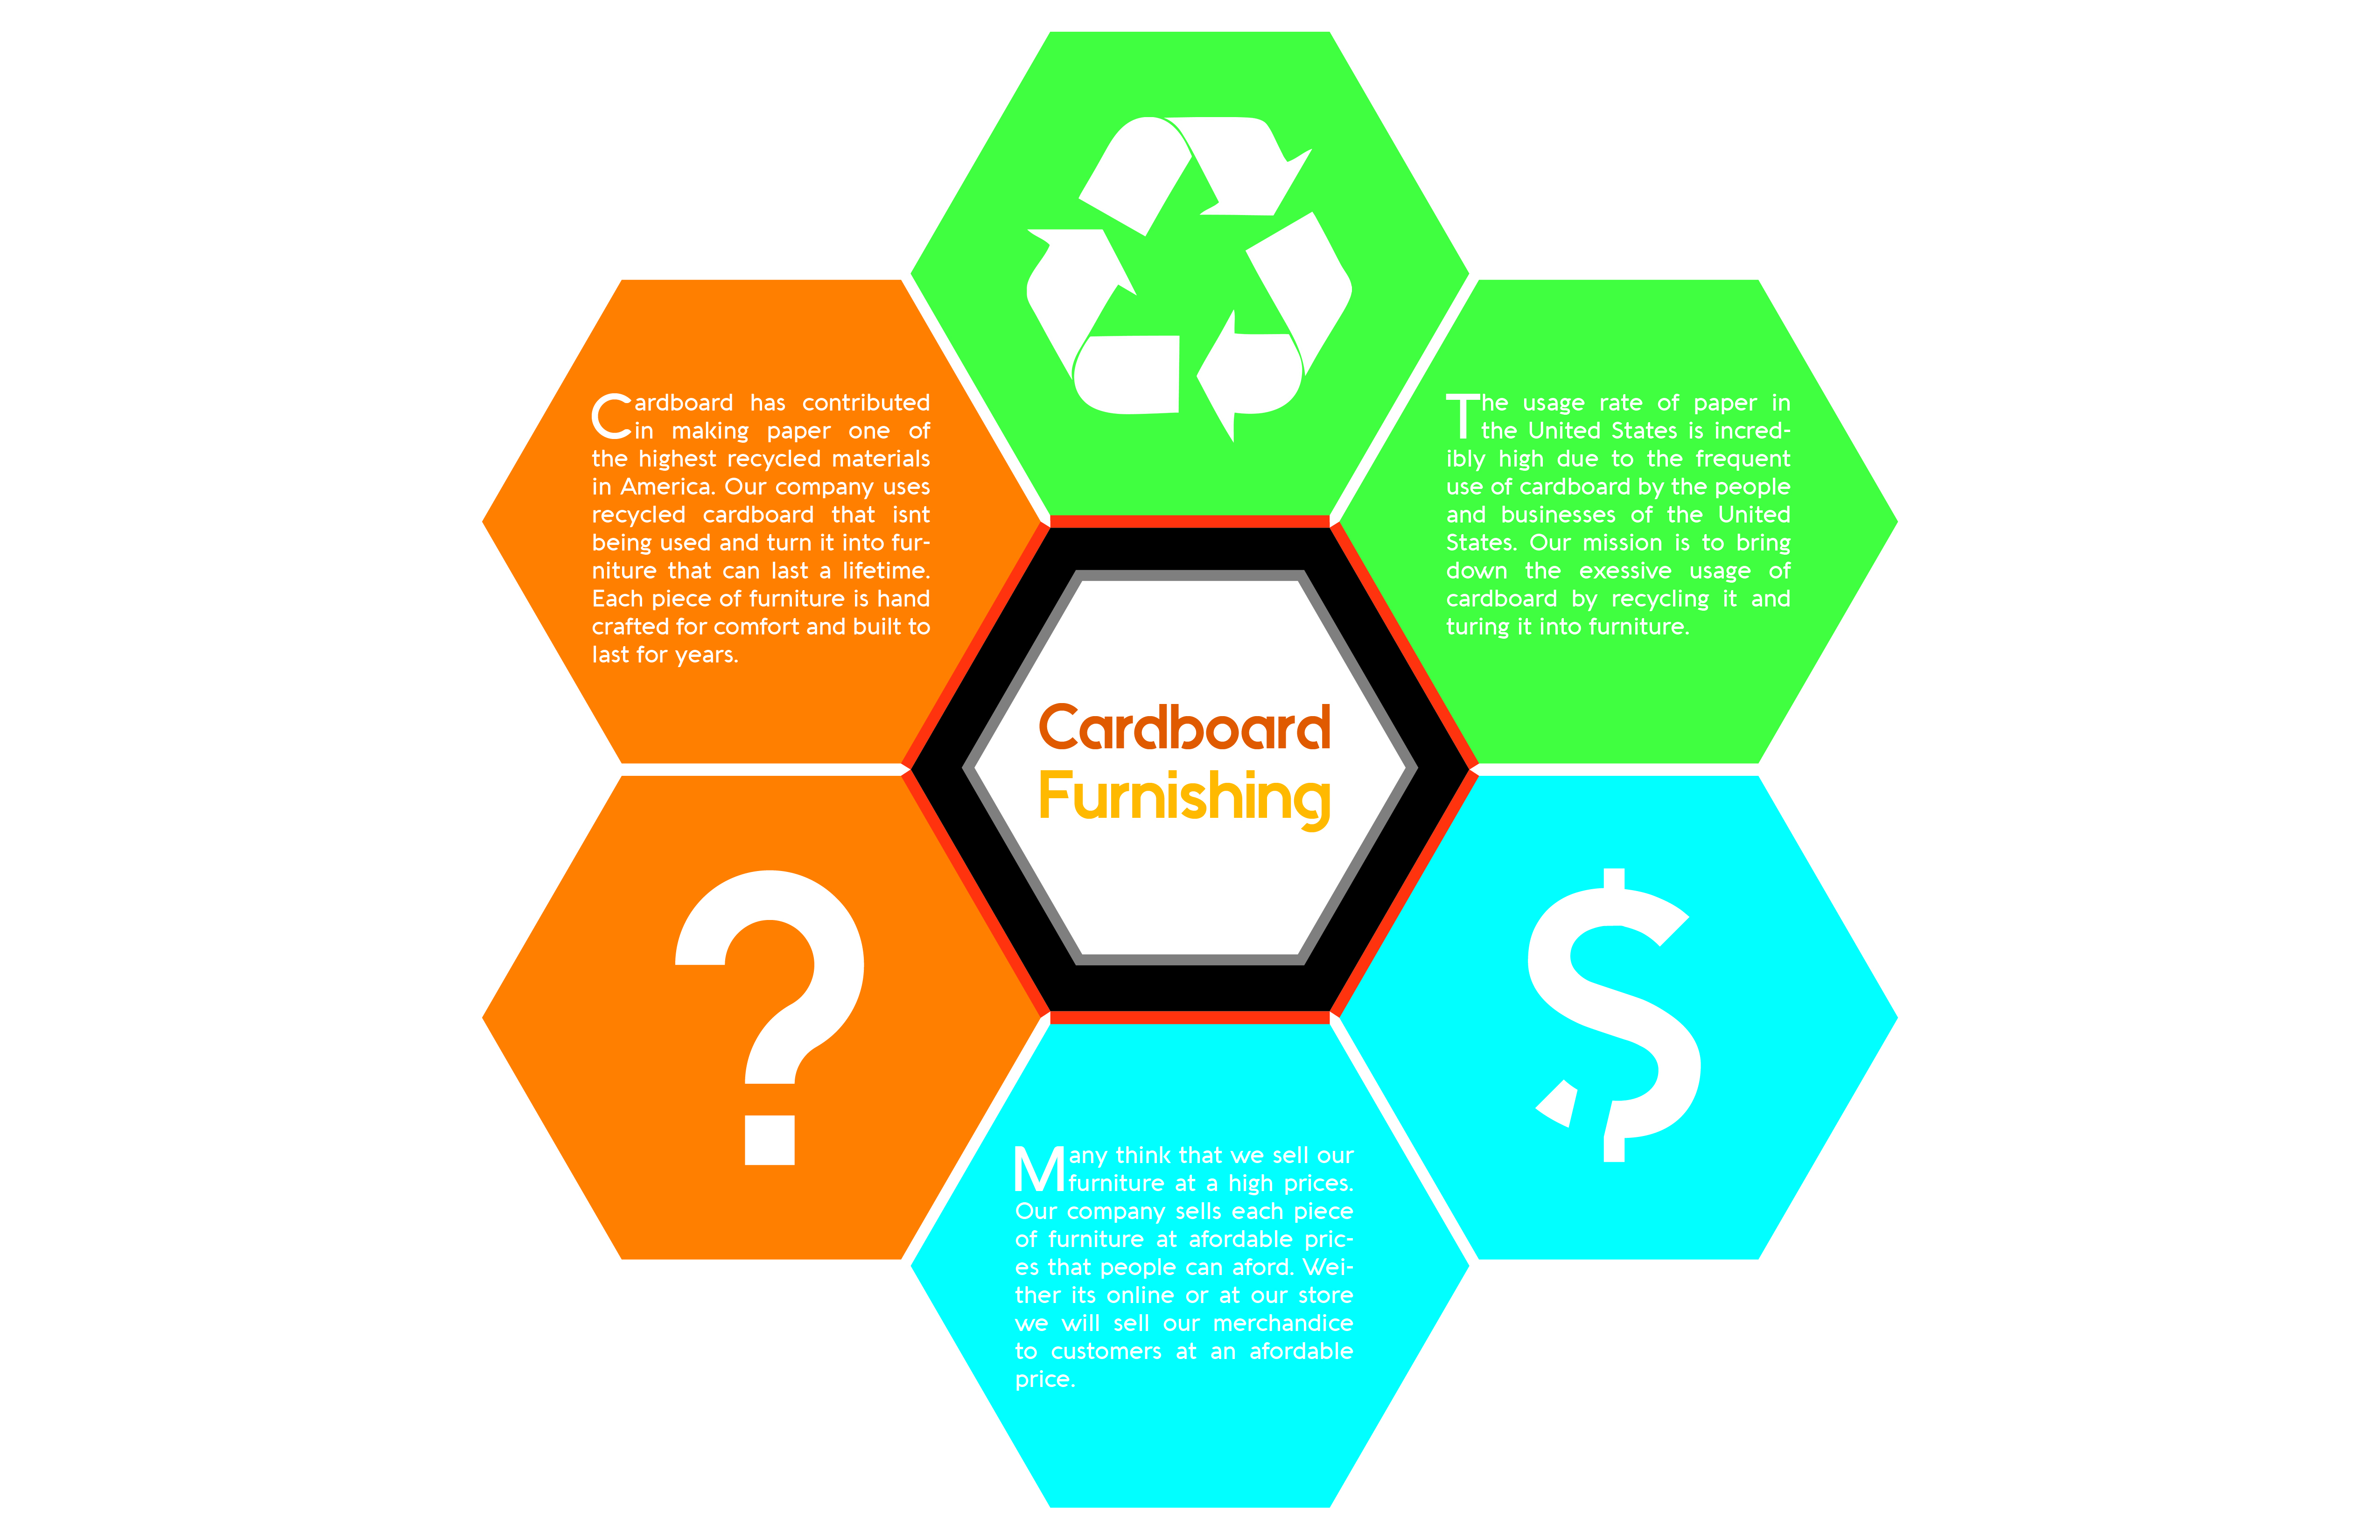 Cardboard has contributed
in making paper one of
the highest recycled materials
in America. Our company uses
recycled cardboard that isnt
being used and turn it into fur-
niture that can last a lifetime.
Each piece of furniture is hand
crafted for comfort and built to
last for years.
The usage rate of paper in
the United States is incred-
ibly high due to the frequent
use of cardboard by the people
and businesses of the United
States. Our mission is to bring
down the exessive usage of
cardboard by recycling it and
turing it into furniture.
Cardboard
Furnishing
?
$
Many think that we sell our
furniture at a high prices.
Our company sells each piece
of furniture at afordable pric-
es that people can aford. Wei-
ther its online or at our store
we will sell our merchandice
to customers at an afordable
price.